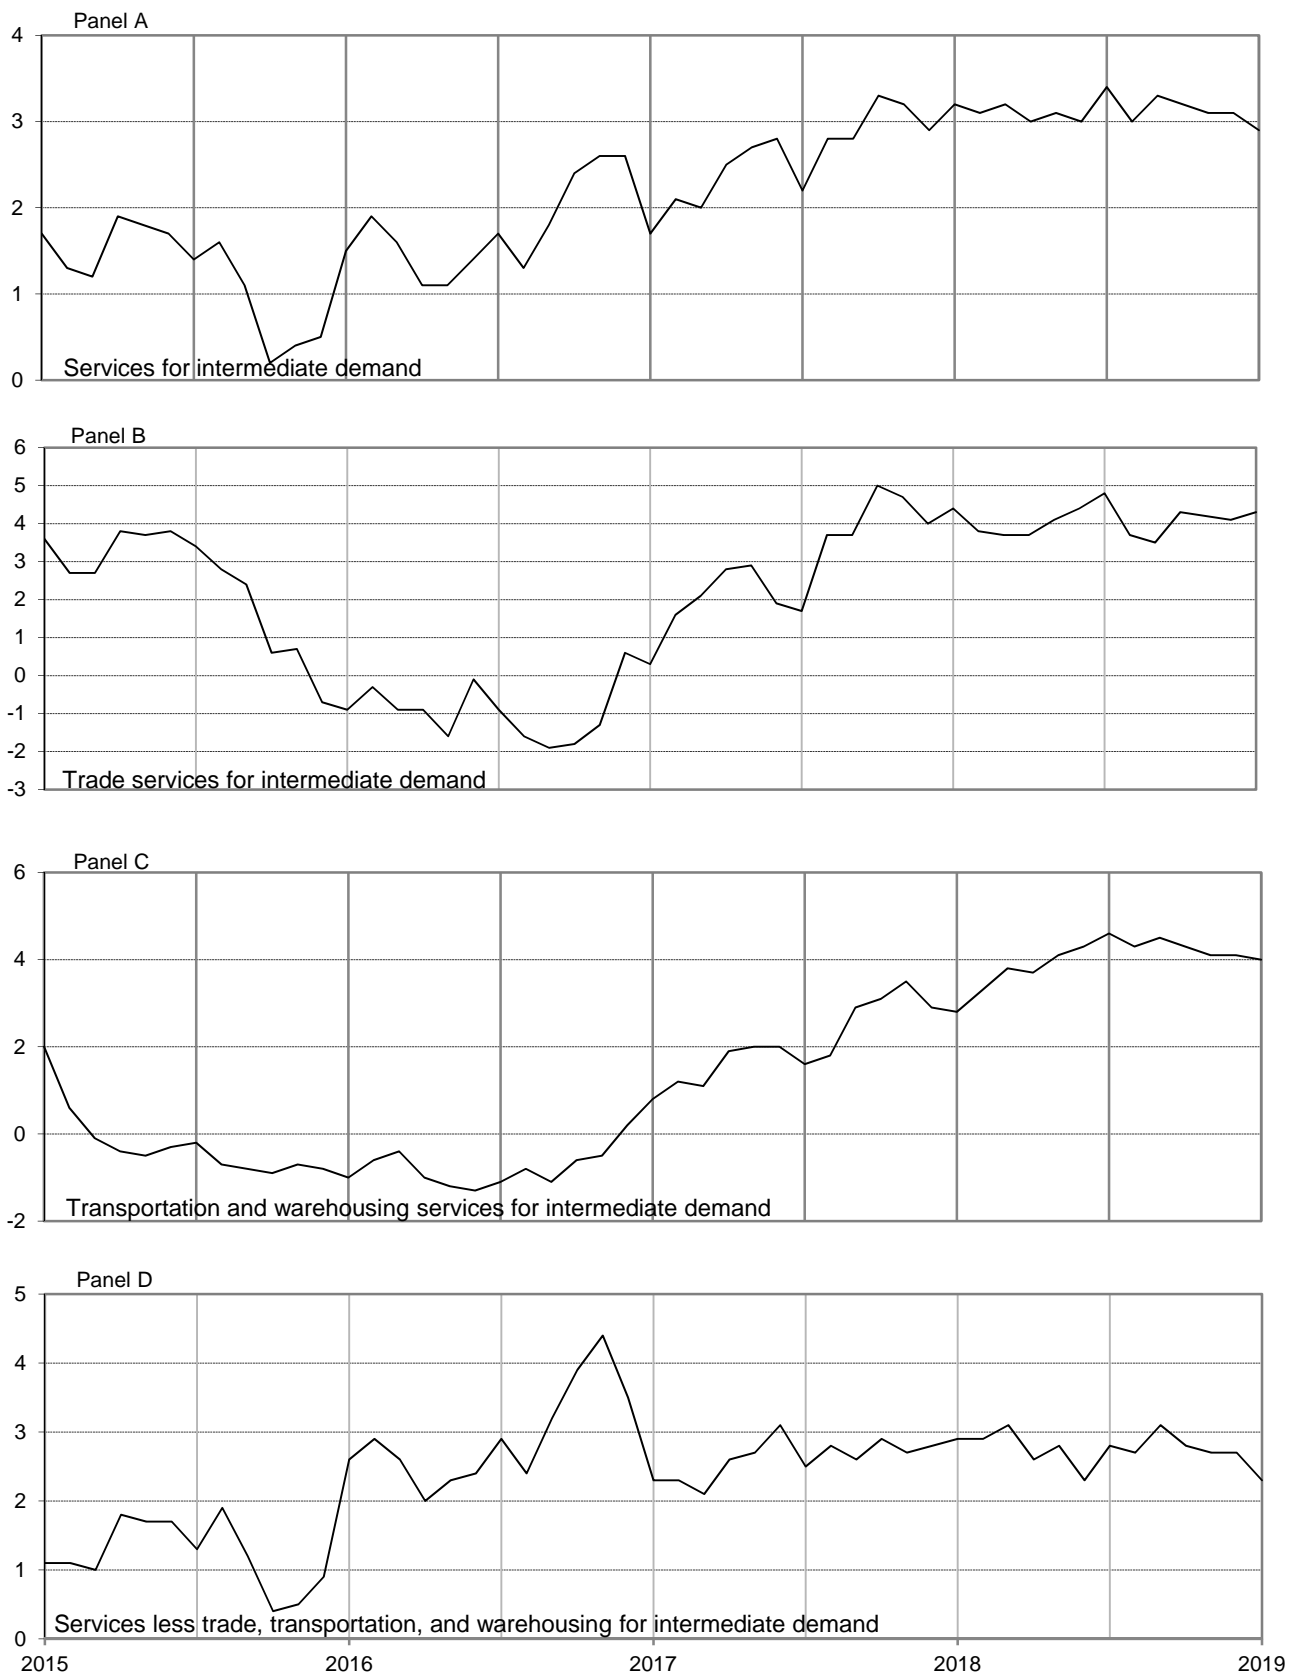 Panel A
4
3
2
1
0
Services for intermediate demand
Panel B
6
5
4
3
2
1
0
-1
-2
-3
Trade services for intermediate demand
Panel C
6
4
2
0
-2
Transportation and warehousing services for intermediate demand
Panel D
5
4
3
2
1
0
Services less trade, transportation, and warehousing for intermediate demand
2015 2016 2017 2018 2019